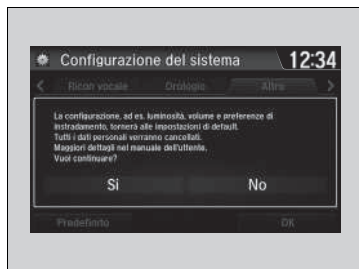 Configurazione del sistema 12:34
Ricon vocale Orologio Altro
La configurazione, ad es. luminosità, volume e preferenze di
instradamento, tornerà alle impostazioni di default.
Tutti i dati personali verranno cancellati.
Maggiori dettagli nel manuale dell'utente.
Vuoi continuare?
Si No
Predefinito OK